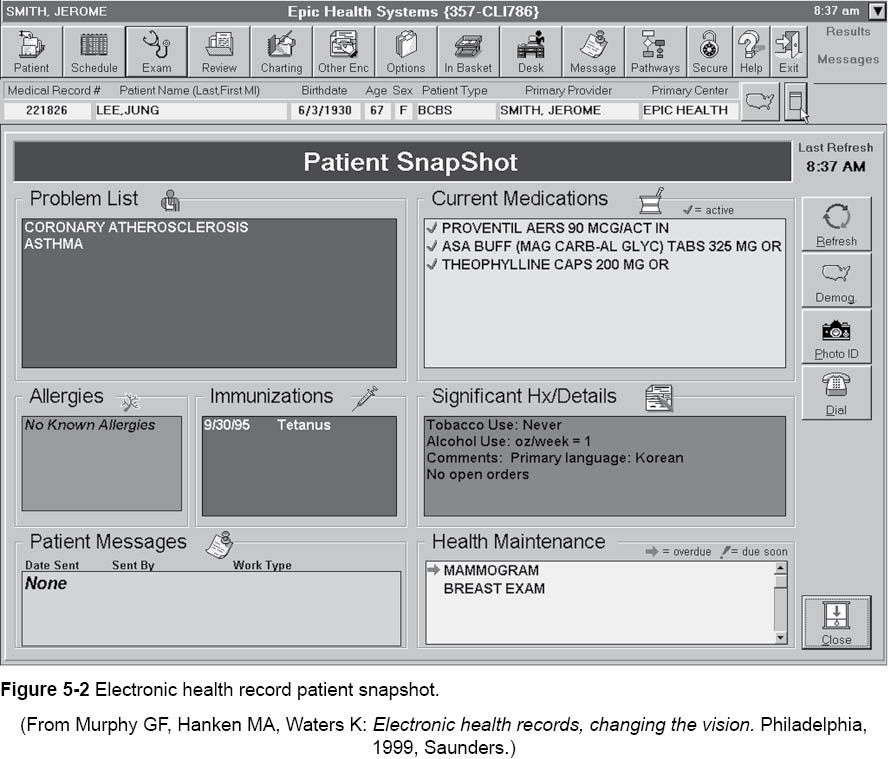 SMITH, JEROME Epic Health Systems {357-CLI786} 8:37 am
Patient Schedule Exam Review Charting Other Enc Options In Basket Desk Message Pathways Secure Help Exit
Results
Messages
Medical Record # Patient Name (Last,First MI) Birthdate Age Sex Patient Type Primary Provider Primary Center
221826 LEE,JUNG 6/3/1930 67 F BCBS SMITH, JEROME EPIC HEALTH
Patient SnapShot
Last Refresh
8:37 AM
Problem List
CORONARY ATHEROSCLEROSIS
ASTHMA
Current Medications
✓= active
✓ PROVENTIL AERS 90 MCG/ACT IN
✓ ASA BUFF (MAG CARB-AL GLYC) TABS 325 MG OR
✓ THEOPHYLLINE CAPS 200 MG OR
Refresh
Demog.
Photo ID
Dial
Allergies
No Known Allergies
Immunizations
9/30/95 Tetanus
Significant Hx/Details
Tobacco Use: Never
Alcohol Use: oz/week = 1
Comments: Primary language: Korean
No open orders
Patient Messages
Date Sent Sent By Work Type
None
Health Maintenance
= overdue = due soon
MAMMOGRAM
BREAST EXAM
Close
Figure 5-2 Electronic health record patient snapshot.
(From Murphy GF, Hanken MA, Waters K: Electronic health records, changing the vision. Philadelphia,
1999, Saunders.)